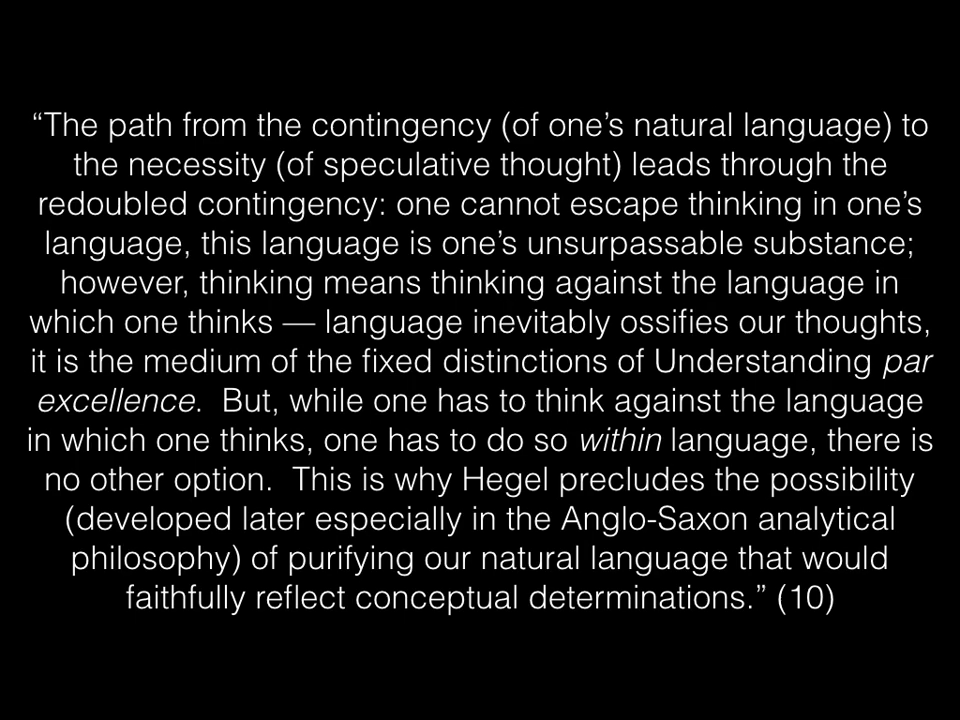 “The path from the contingency (of one’s natural language) to
the necessity (of speculative thought) leads through the
redoubled contingency: one cannot escape thinking in one’s
language, this language is one’s unsurpassable substance;
however, thinking means thinking against the language in
which one thinks — language inevitably ossifies our thoughts,
it is the medium of the fixed distinctions of Understanding par
excellence.  But, while one has to think against the language
in which one thinks, one has to do so within language, there is
no other option.  This is why Hegel precludes the possibility
(developed later especially in the Anglo-Saxon analytical
philosophy) of purifying our natural language that would
faithfully reflect conceptual determinations.” (10)